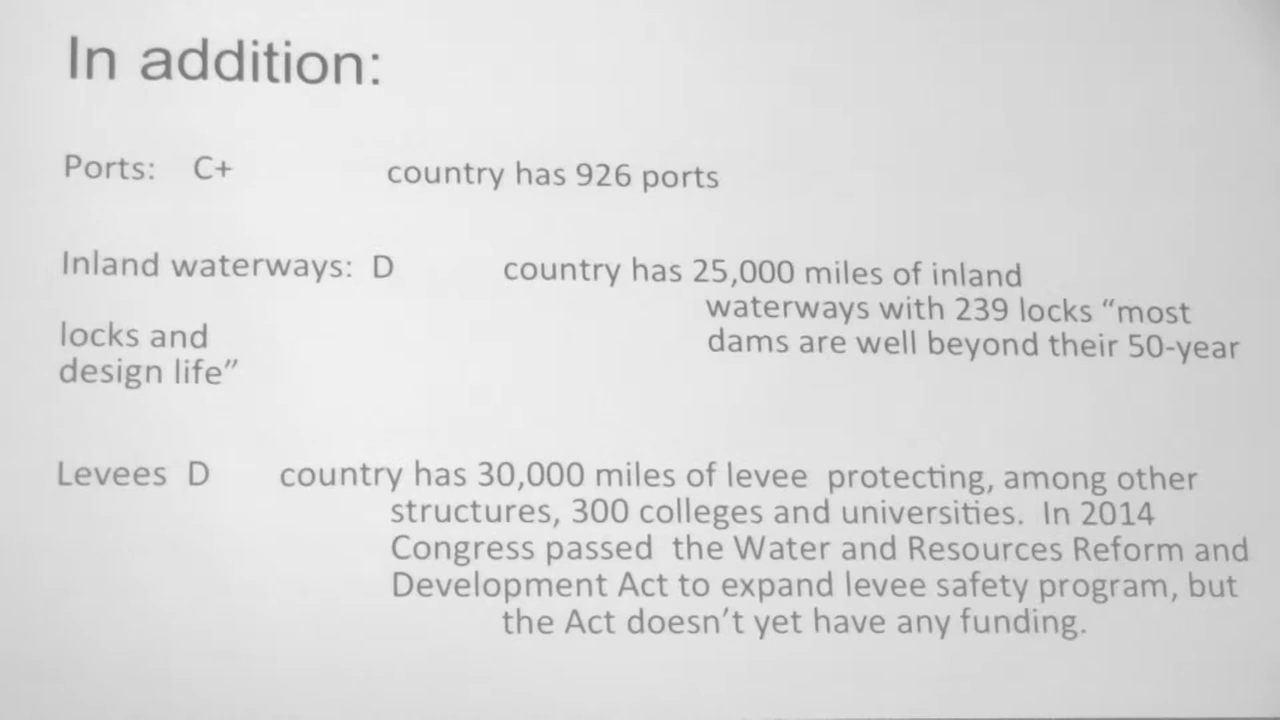 In addition:
Ports: C+ country has 926 ports
Inland waterways: D country has 25,000 miles of inland
waterways with 239 locks “most
locks and dams are well beyond their 50-year
design life”
Levees D country has 30,000 miles of levee protecting, among other
structures, 300 colleges and universities. In 2014
Congress passed the Water and Resources Reform and
Development Act to expand levee safety program, but
the Act doesn’t yet have any funding.